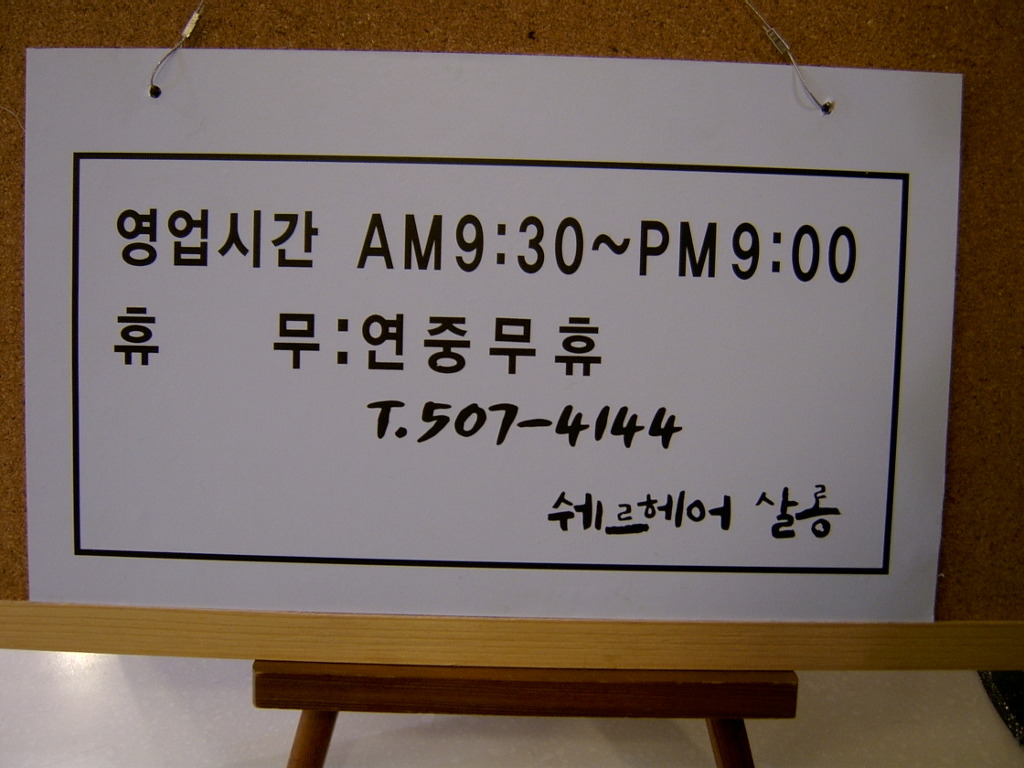 영업시간 AM9:30~PM9:00
휴 무:연중무휴
T.507-4144
쉐르헤어 살롱